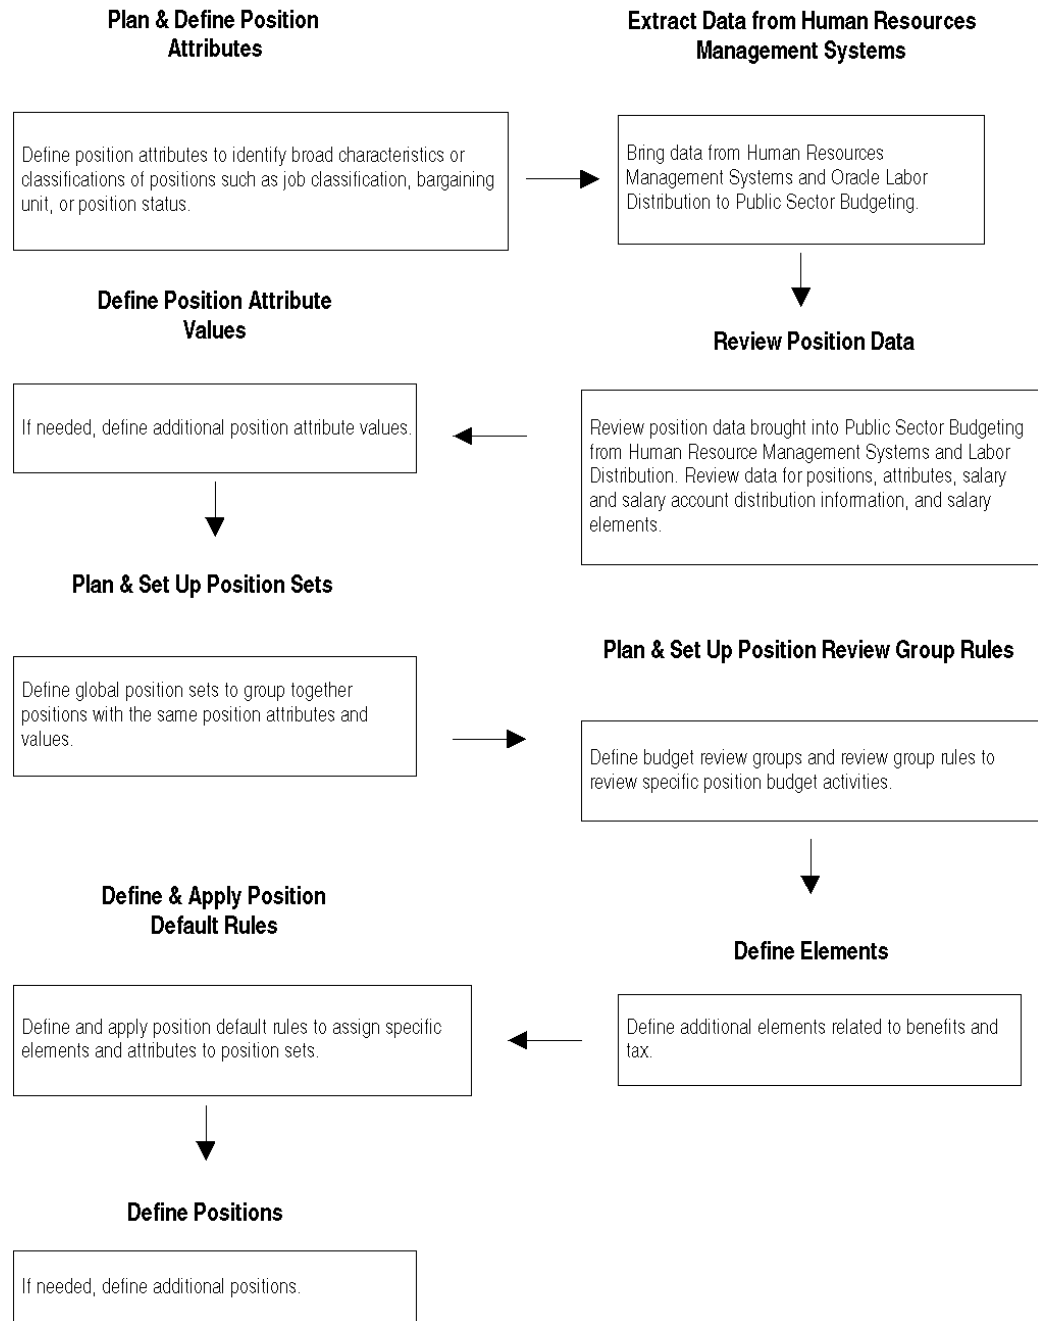 Plan & Define Position
Attributes
Define position attributes to identify broad characteristics or
classifications of positions such as job classification, bargaining
unit, or position status.
Extract Data from Human Resources
Management Systems
Bring data from Human Resources
Management Systems and Oracle Labor
Distribution to Public Sector Budgeting.
Review Position Data
Review position data brought into Public Sector Budgeting
from Human Resource Management Systems and Labor
Distribution. Review data for positions, attributes, salary
and salary account distribution information, and salary
elements.
Define Position Attribute
Values
If needed, define additional position attribute values.
Plan & Set Up Position Sets
Define global position sets to group together
positions with the same position attributes and
values.
Plan & Set Up Position Review Group Rules
Define budget review groups and review group rules to
review specific position budget activities.
Define Elements
Define additional elements related to benefits and
tax.
Define & Apply Position
Default Rules
Define and apply position default rules to assign specific
elements and attributes to position sets.
Define Positions
If needed, define additional positions.